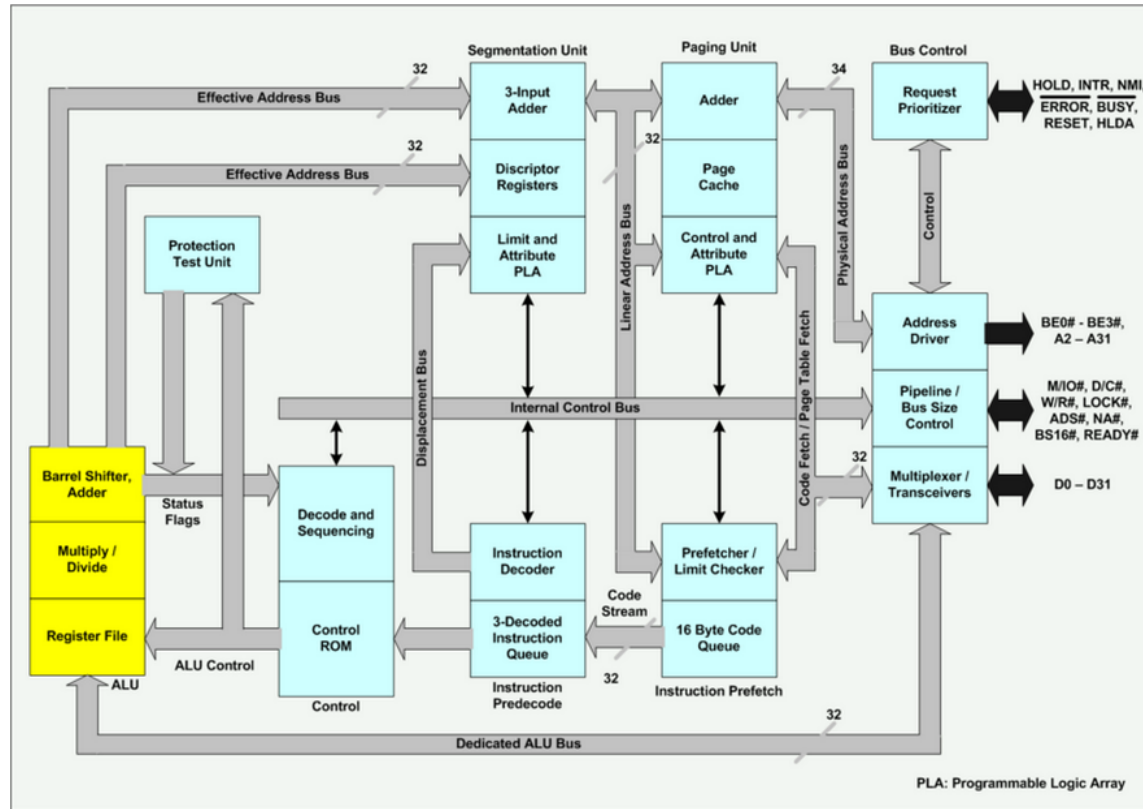 Segmentation Unit
Paging Unit
Bus Control
32
Effective Address Bus
3-Input
Adder
Adder
34
Request
Prioritizer
HOLD, INTR, NMI
ERROR, BUSY,
RESET, HLDA
32
Effective Address Bus
Discriptor
Registers
32
Page
Cache
Protection
Test Unit
Limit and
Attribute
PLA
Linear Address Bus
Control and
Attribute
PLA
Physical Address Bus
Control
Address
Driver
BE0# - BE3#,
A2 – A31
Displacement Bus
Internal Control Bus
Code Fetch / Page Table Fetch
Pipeline /
Bus Size
Control
M/IO#, D/C#,
W/R#, LOCK#,
ADS#, NA#,
BS16#, READY#
Barrel Shifter,
Adder
Status
Flags
Decode and
Sequencing
32
Multiplexer /
Transceivers
D0 – D31
Multiply /
Divide
Instruction
Decoder
Prefetcher /
Limit Checker
Register File
ALU Control
Control
ROM
3-Decoded
Instruction
Queue
Code
Stream
32
16 Byte Code
Queue
ALU
Control
Instruction
Predecode
Instruction Prefetch
Dedicated ALU Bus
32
PLA: Programmable Logic Array